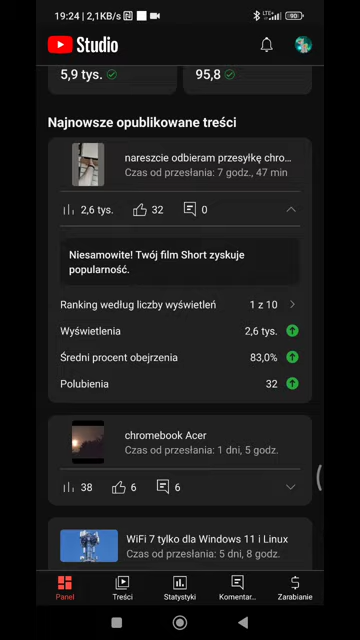 19:24 | 2,1KB/s
LTE+
90
Studio
5,9 tys.
95,8
Najnowsze opublikowane treści
nareszcie odbieram przesyłkę chro...
Czas od przesłania: 7 godz., 47 min
2,6 tys.
32
0
Niesamowite! Twój film Short zyskuje
popularność.
Ranking według liczby wyświetleń 1 z 10
Wyświetlenia 2,6 tys.
Średni procent obejrzenia 83,0%
Polubienia 32
chromebook Acer
Czas od przesłania: 1 dni, 5 godz.
38
6
6
WiFi 7 tylko dla Windows 11 i Linux
Czas od przesłania: 5 dni, 8 godz.
Panel
Treści
Statystyki
Komentar...
Zarabianie